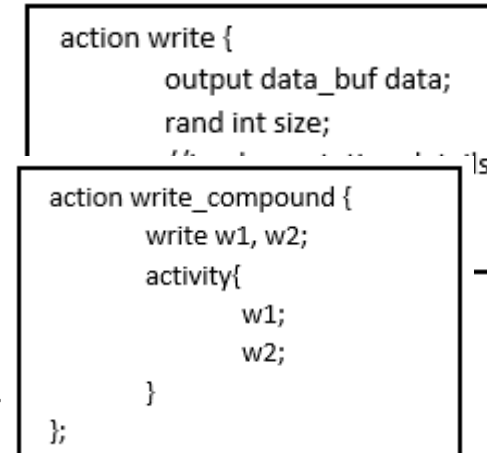 action write {
output data_buf data;
rand int size;
action write_compound {
write w1, w2;
activity{
w1;
w2;
}
};